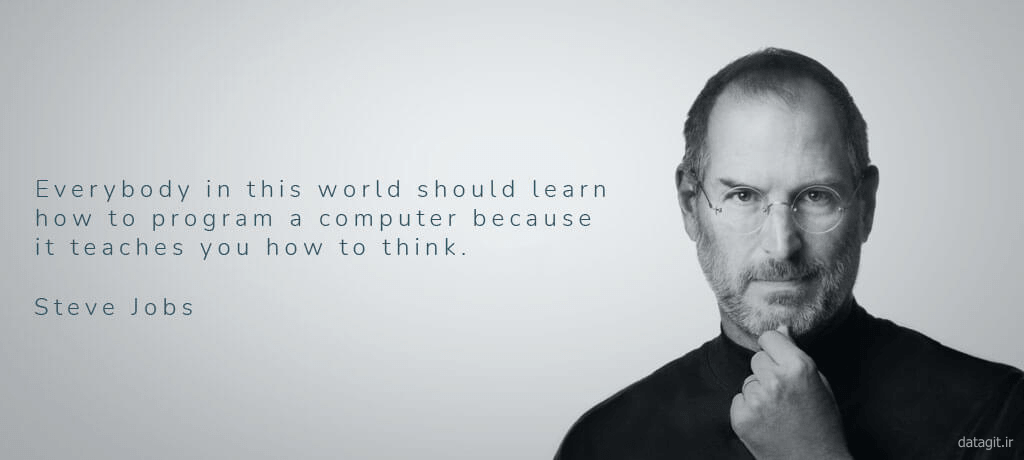 Everybody in this world should learn
how to program a computer because
it teaches you how to think.
Steve Jobs
datagit.ir